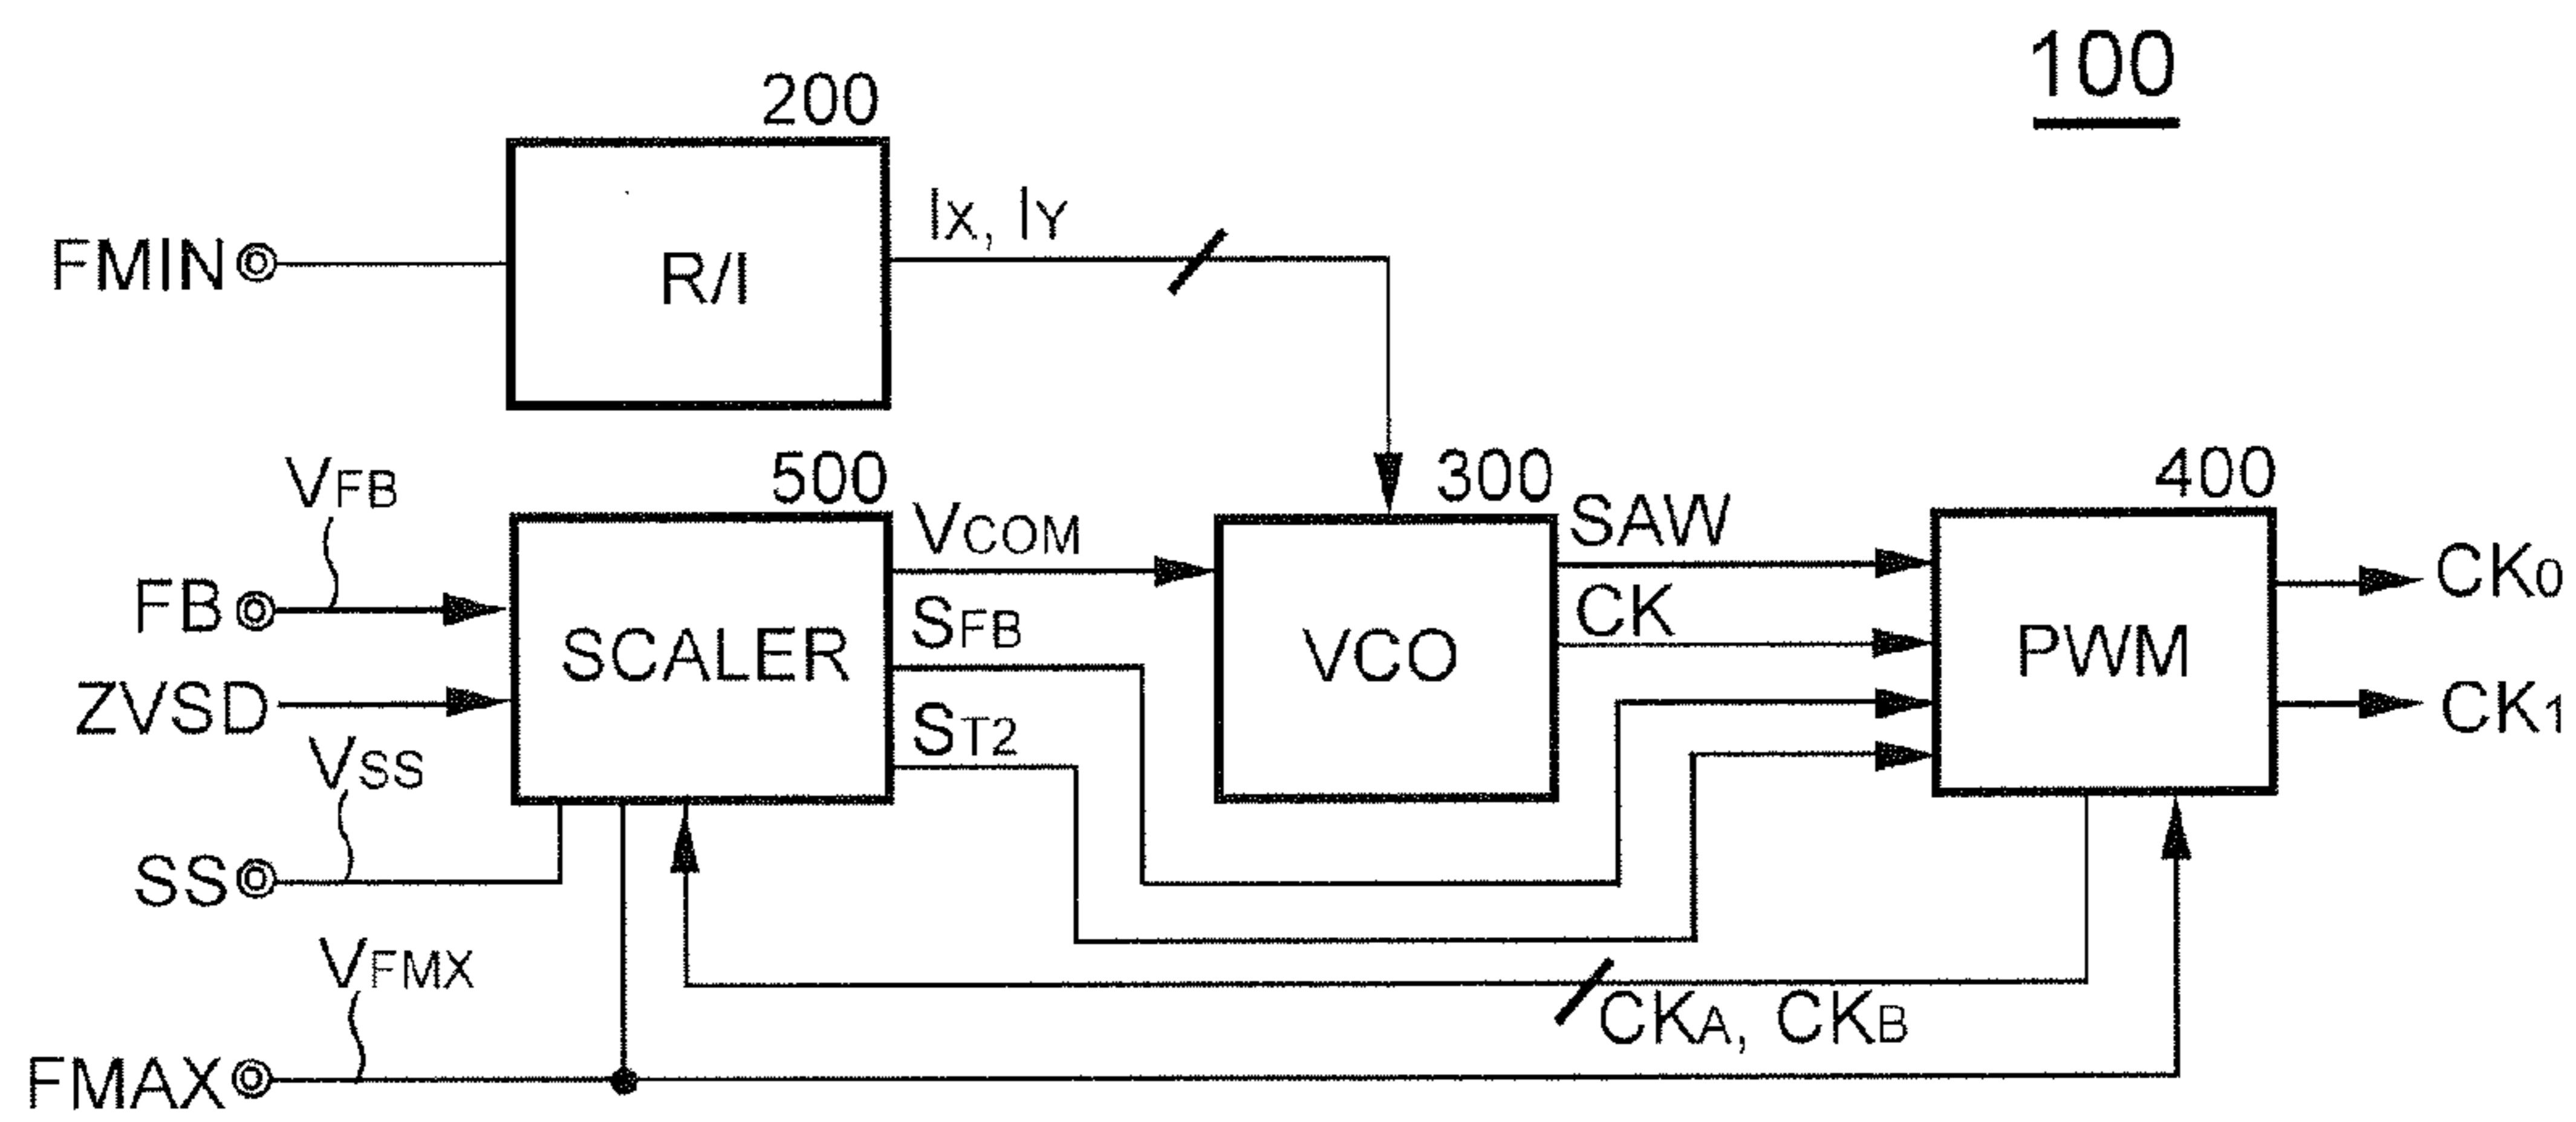 100
200
FMIN
R/I
IX, IY
VFB
500
VCOM
300
SAW
400
FB
SCALER
SFB
VCO
CK
PWM
CK0
ZVSD
ST2
CK1
VSS
SS
VFMX
CKA, CKB
FMAX